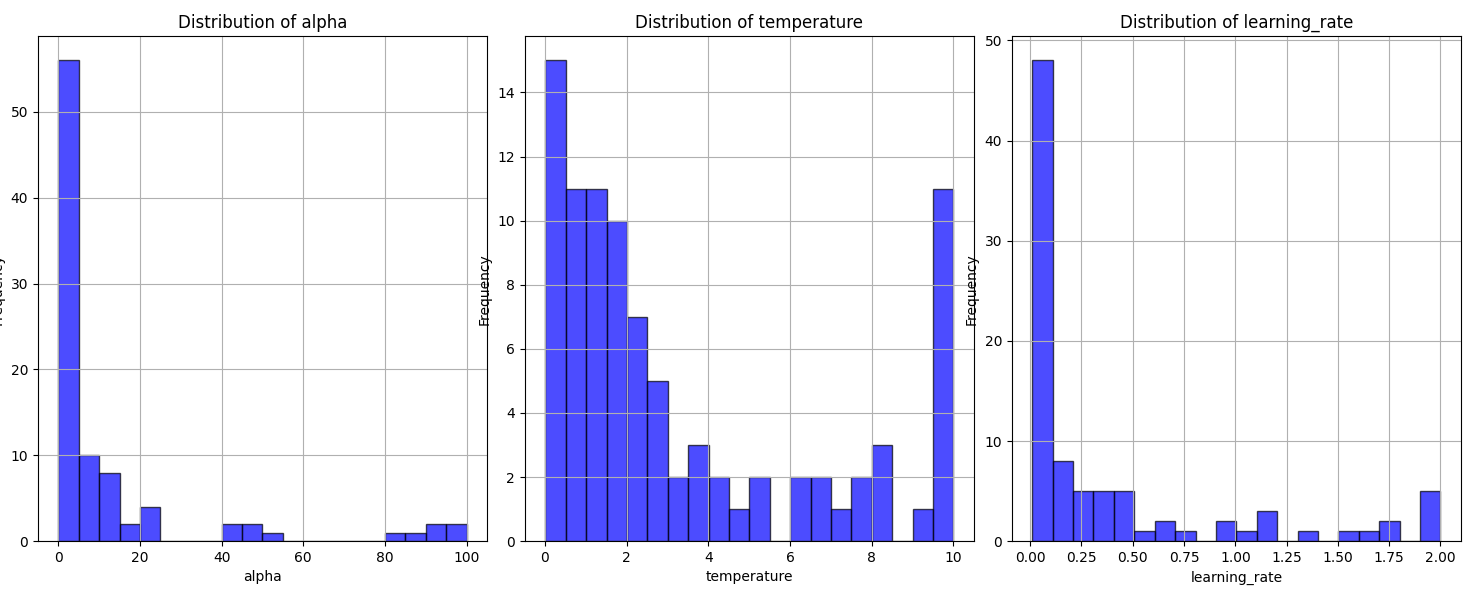 Distribution of alpha
Frequency
50
40
30
20
10
0
0 20 40 60 80 100
alpha
Distribution of temperature
Frequency
14
12
10
8
6
4
2
0
0 2 4 6 8 10
temperature
Distribution of learning_rate
Frequency
50
40
30
20
10
0
0.00 0.25 0.50 0.75 1.00 1.25 1.50 1.75 2.00
learning_rate